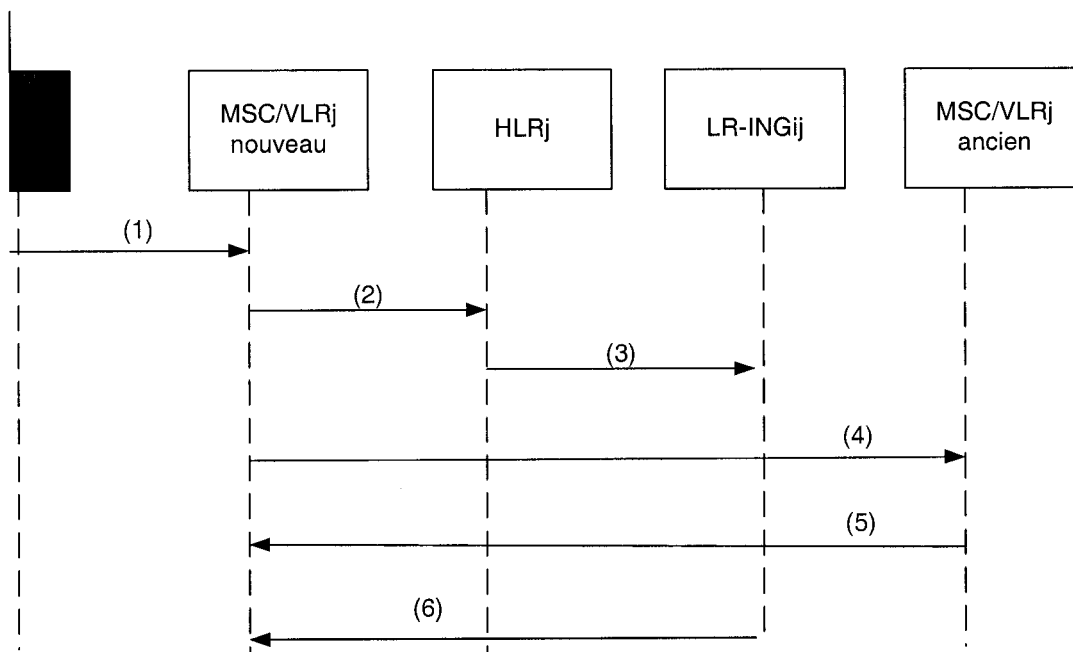 MSC/VLRj
nouveau
HLRj
LR-INGij
MSC/VLRj
ancien
(1)
(2)
(3)
(4)
(5)
(6)